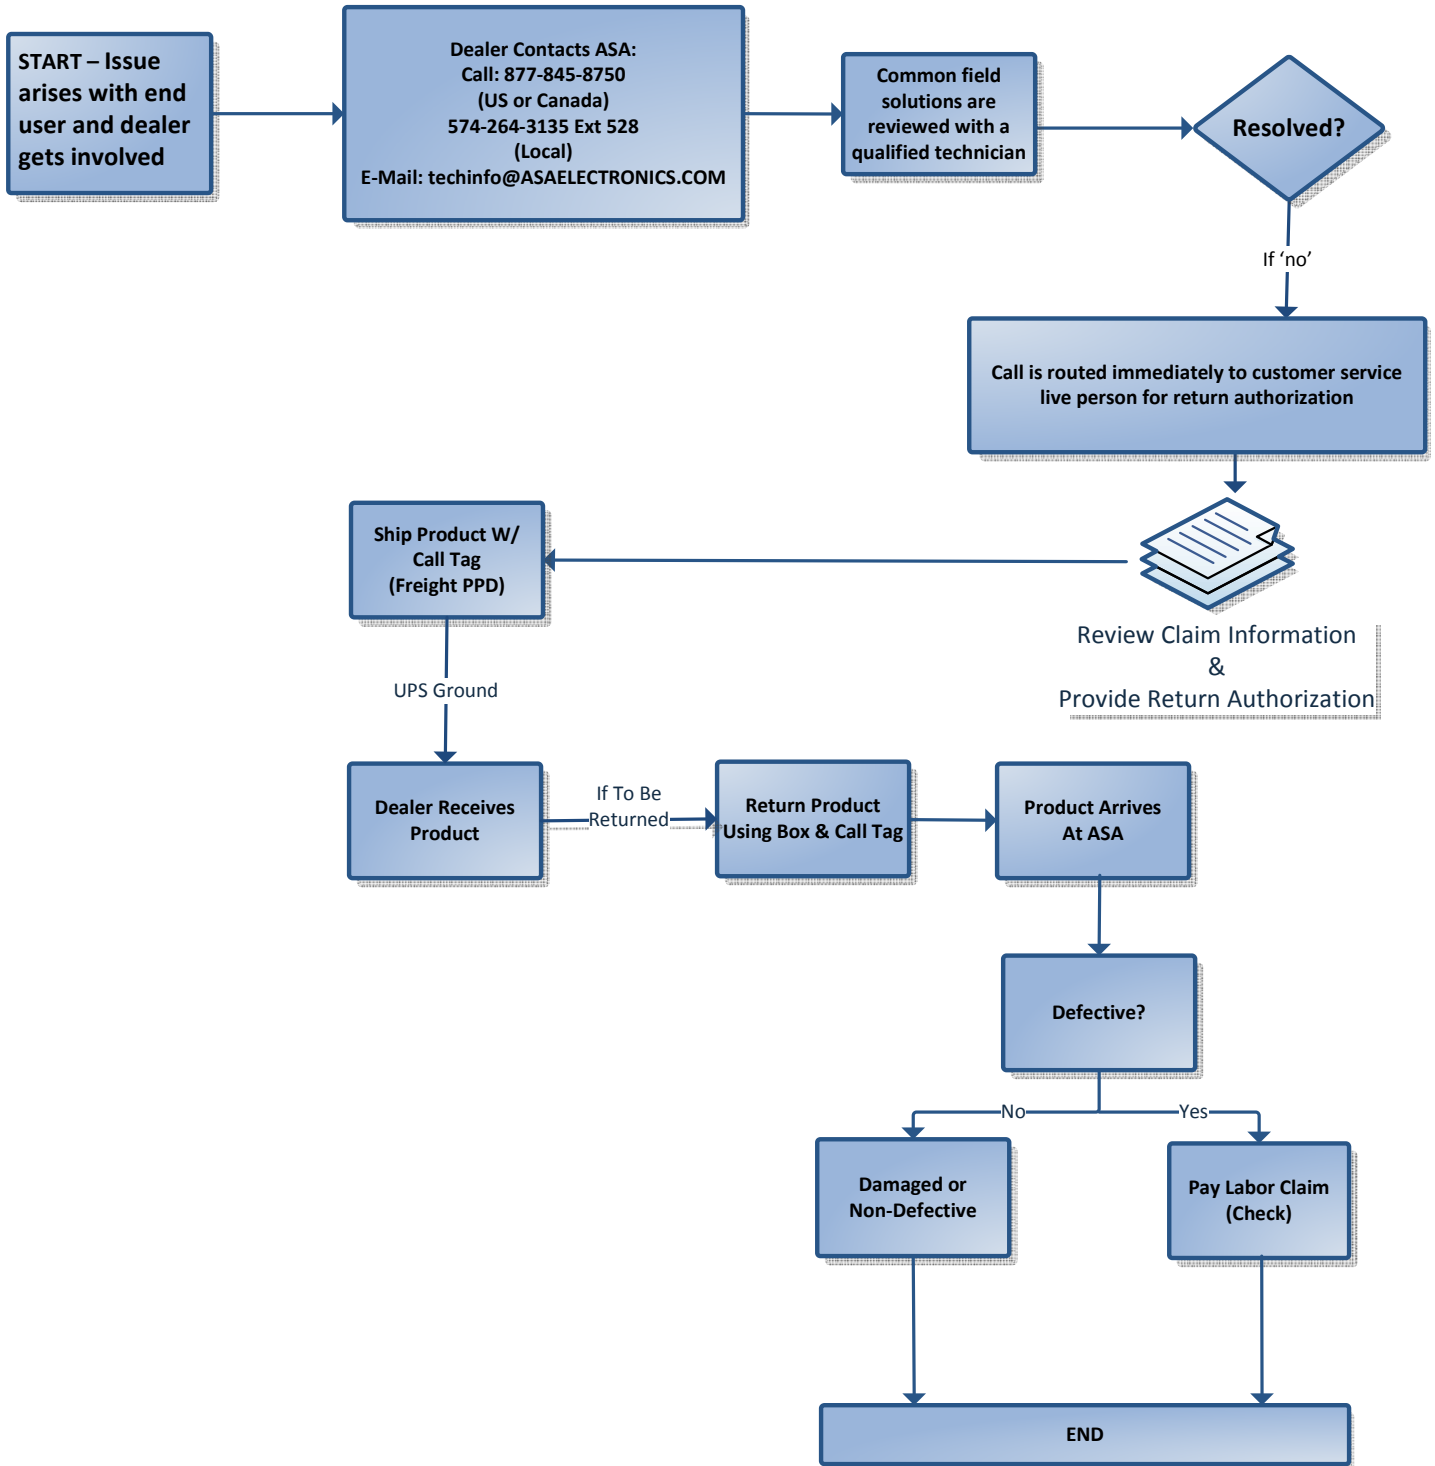 START – Issue
arises with end
user and dealer
gets involved
Dealer Contacts ASA:
Call: 877-845-8750
(US or Canada)
574-264-3135 Ext 528
(Local)
E-Mail: techinfo@ASAELECTRONICS.COM
Common field
solutions are
reviewed with a
qualified technician
Resolved?
If ‘no’
Call is routed immediately to customer service
live person for return authorization
Review Claim Information
&
Provide Return Authorization
Ship Product W/
Call Tag
(Freight PPD)
UPS Ground
Dealer Receives
Product
If To Be
Returned
Return Product
Using Box & Call Tag
Product Arrives
At ASA
Defective?
No
Yes
Damaged or
Non-Defective
Pay Labor Claim
(Check)
END